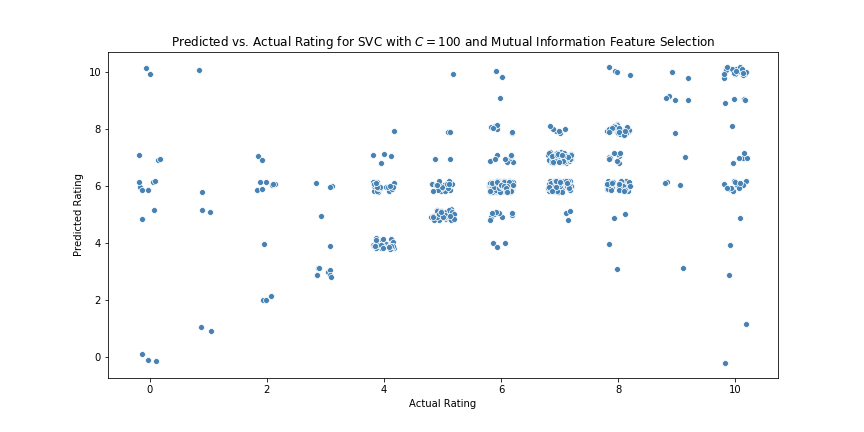 Predicted vs. Actual Rating for SVC with C = 100 and Mutual Information Feature Selection
10
8
6
4
2
0
Predicted Rating
0 2 4 6 8 10
Actual Rating